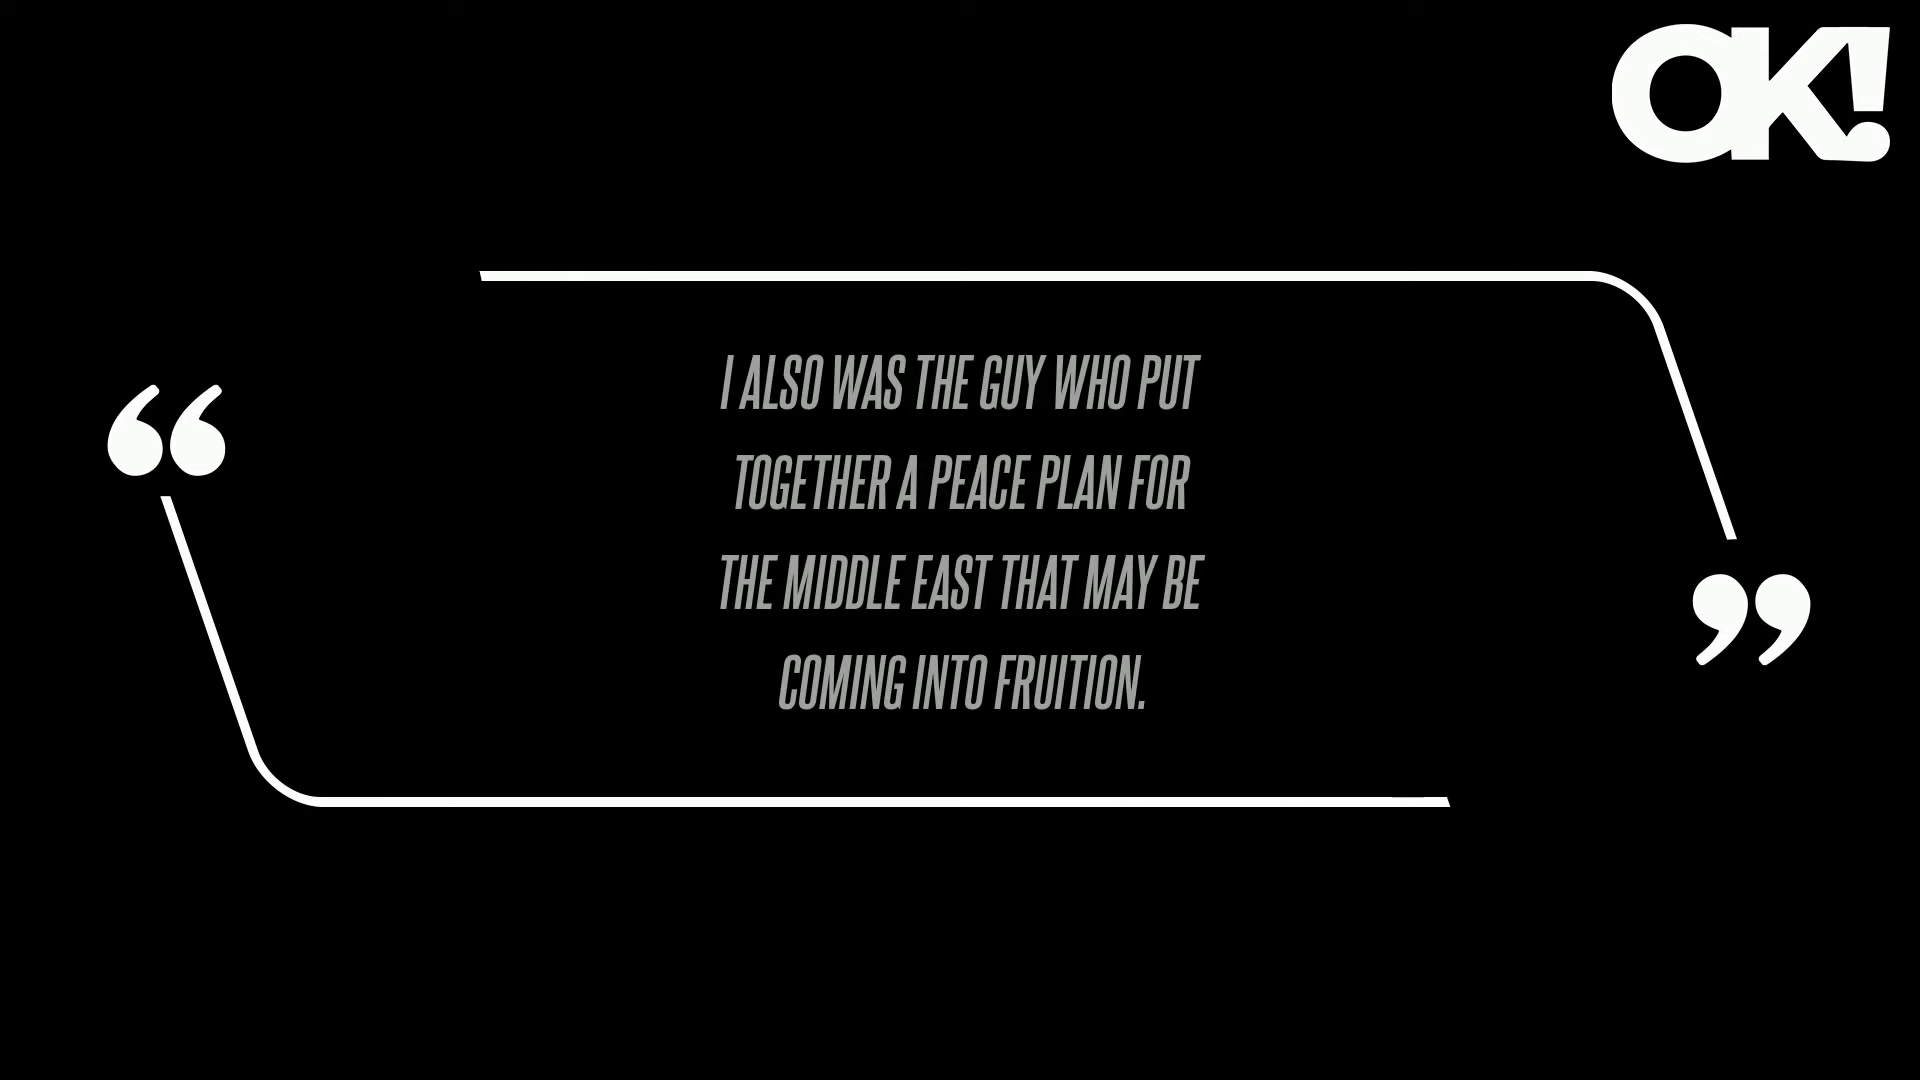 OK!
“
I ALSO WAS THE GUY WHO PUT
TOGETHER A PEACE PLAN FOR
THE MIDDLE EAST THAT MAY BE
COMING INTO FRUITION.
”